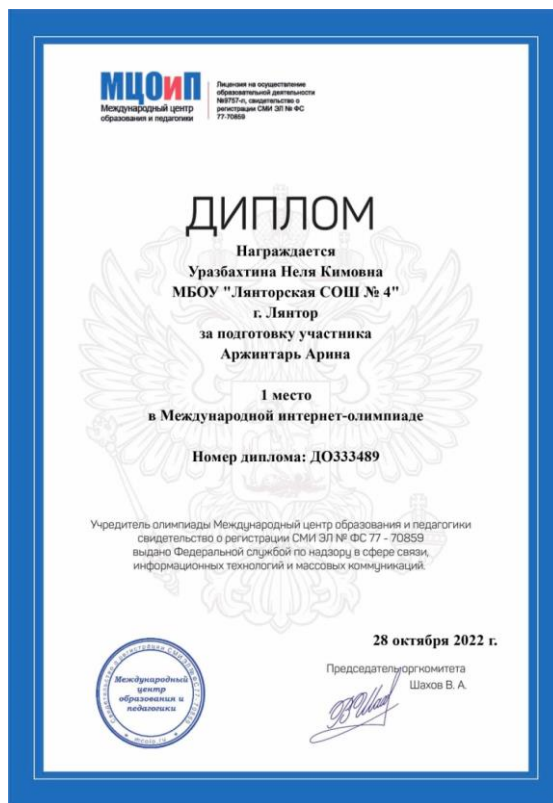 МЦОиП
Международный центр
образования и педагогики
Лицензия на осуществление
образовательной деятельности
№9757-л, свидетельство о
регистрации СМИ ЭЛ № ФС
77-70859
ДИПЛОМ
Награждается
Уразбахтина Неля Кимовна
МБОУ "Лянторская СОШ № 4"
г. Лянтор
за подготовку участника
Аржинтарь Арина
1 место
в Международной интернет-олимпиаде
Номер диплома: ДО333489
Учредитель олимпиады Международный центр образования и педагогики
свидетельство о регистрации СМИ ЭЛ № ФС 77 - 70859
выдано Федеральной службой по надзору в сфере связи,
информационных технологий и массовых коммуникаций.
28 октября 2022 г.
Председатель оргкомитета
Шахов В. А.
Международный
центр
образования и
педагогики